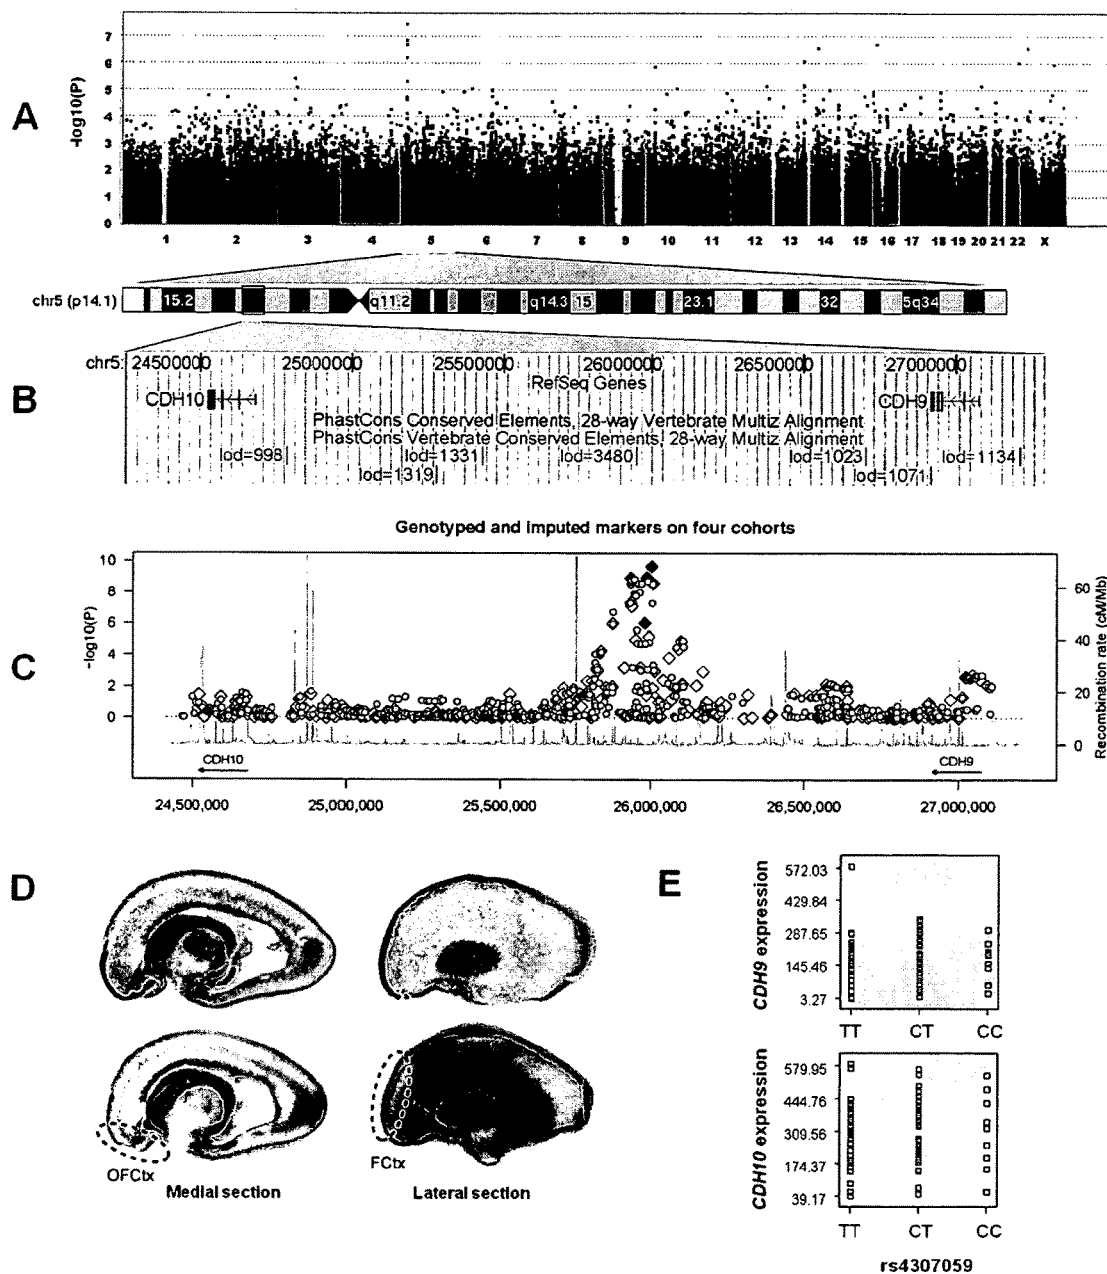 A
-log10(P)
7
6
5
4
3
2
1
0
1 2 3 4 5 6 7 8 9 10 11 12 13 14 15 16 17 18 19 20 21 22 X
chr5 (p14.1) 15.2 q11.2 q14.3 15 23.1 32 5q34
B
chr5: 24500000 25000000 25500000 26000000 26500000 27000000
RefSeq Genes
CDH10 CDH9
PhastCons Conserved Elements, 28-way Vertebrate Multiz Alignment
PhastCons Vertebrate Conserved Elements, 28-way Multiz Alignment
lod=998 lod=1331 lod=3480 lod=1023 lod=1134
lod=1319 lod=1071
Genotyped and imputed markers on four cohorts
C
-log10(P)
10
8
6
4
2
0
60
40
20
0
Recombination rate (cM/Mb)
CDH10 CDH9
24,500,000 25,000,000 25,500,000 26,000,000 26,500,000 27,000,000
D
OFCtx
Medial section
FCtx
Lateral section
E
CDH9 expression
572.03
429.84
287.65
145.46
3.27
TT CT CC
CDH10 expression
579.95
444.76
309.56
174.37
39.17
TT CT CC
rs4307059